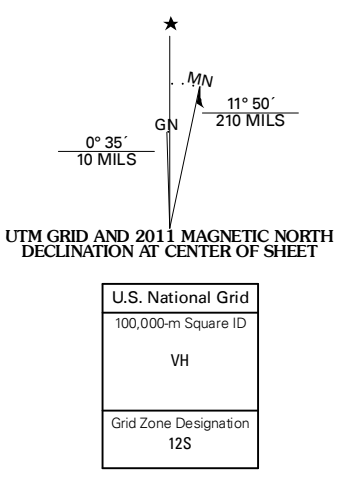 ★
MN
GN
11° 50´
210 MILS
0° 35´
10 MILS
UTM GRID AND 2011 MAGNETIC NORTH
DECLINATION AT CENTER OF SHEET
U.S. National Grid
100,000-m Square ID
VH
Grid Zone Designation
12S